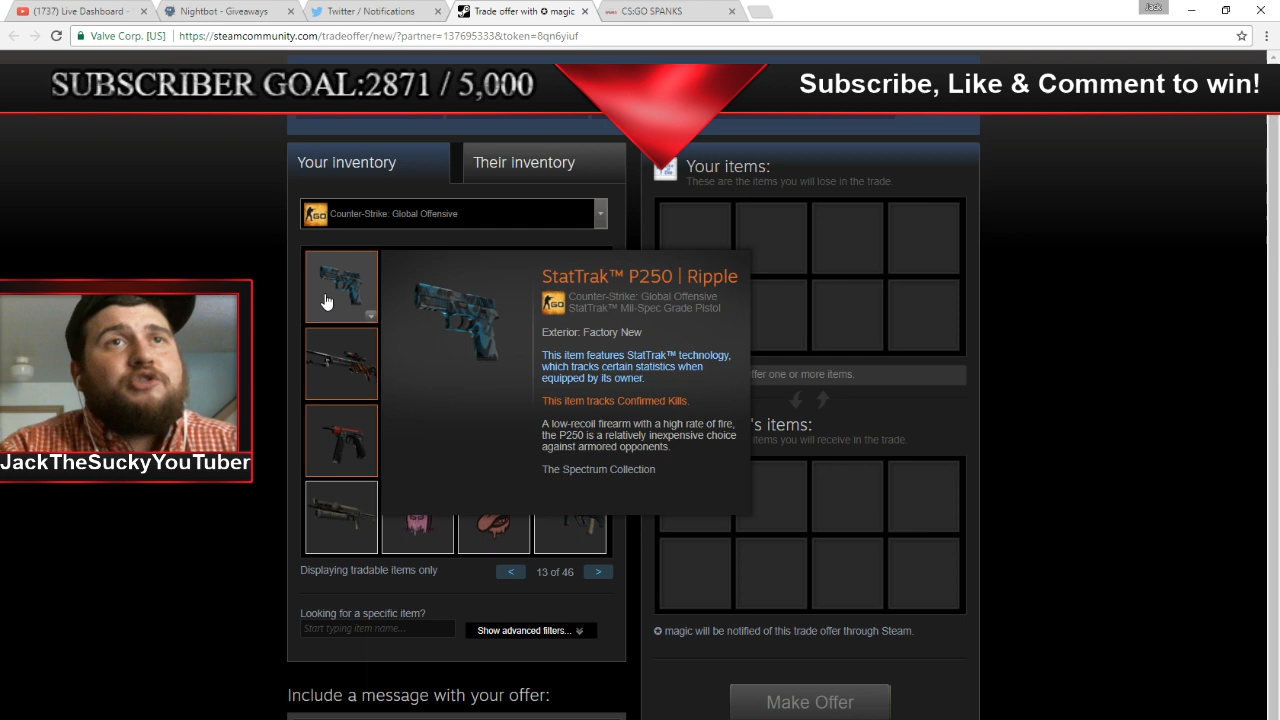 (1737) Live Dashboard -
Nightbot - Giveaways
Twitter / Notifications
Trade offer with ✪ magic
CS:GO SPANKS
Jack
Valve Corp. [US]
https://steamcommunity.com/tradeoffer/new/?partner=137695333&token=8qn6yiuf
SUBSCRIBER GOAL:2871 / 5,000
Subscribe, Like & Comment to win!
Your inventory
Their inventory
Counter-Strike: Global Offensive
StatTrak™ P250 | Ripple
Counter-Strike: Global Offensive
StatTrak™ Mil-Spec Grade Pistol
Exterior: Factory New
This item features StatTrak™ technology,
which tracks certain statistics when
equipped by its owner.
This item tracks Confirmed Kills.
A low-recoil firearm with a high rate of fire,
the P250 is a relatively inexpensive choice
against armored opponents.
The Spectrum Collection
JackTheSuckyYouTuber
Displaying tradable items only
<
13 of 46
>
Looking for a specific item?
Start typing item name...
Show advanced filters...
Include a message with your offer:
Your items:
These are the items you will lose in the trade.
one or more items.
's items:
items you will receive in the trade.
✪ magic will be notified of this trade offer through Steam.
Make Offer